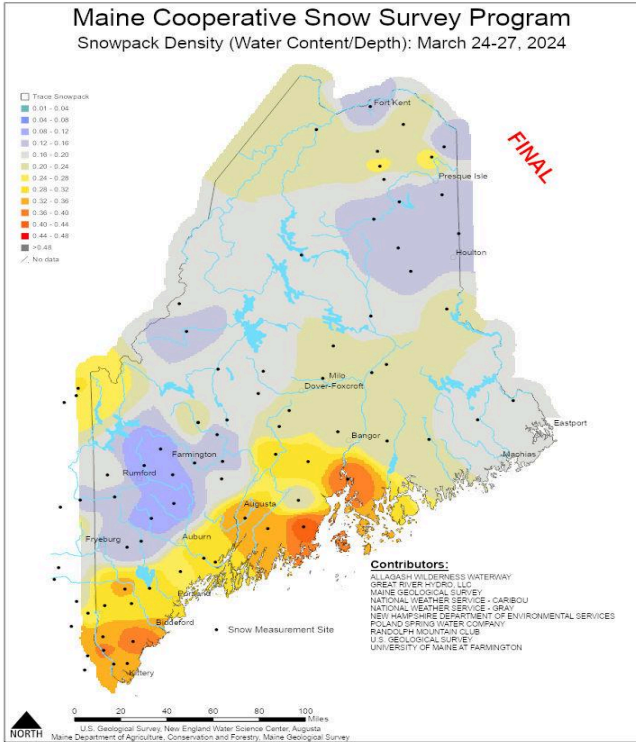 Maine Cooperative Snow Survey Program
Snowpack Density (Water Content/Depth): March 24-27, 2024
Trace Snowpack
0.01 - 0.04
0.04 - 0.08
0.08 - 0.12
0.12 - 0.16
0.16 - 0.20
0.20 - 0.24
0.24 - 0.28
0.28 - 0.32
0.32 - 0.36
0.36 - 0.40
0.40 - 0.44
0.44 - 0.48
>0.48
No data
FINAL
Fort Kent
Presque Isle
Houlton
Milo
Dover-Foxcroft
Eastport
Bangor
Machias
Farmington
Rumford
Augusta
Auburn
Fryeburg
Portland
Biddeford
Kittery
Snow Measurement Site
Contributors:
ALLAGASH WILDERNESS WATERWAY
GREAT RIVER HYDRO, LLC
MAINE GEOLOGICAL SURVEY
NATIONAL WEATHER SERVICE - CARIBOU
NATIONAL WEATHER SERVICE - GRAY
NEW HAMPSHIRE DEPARTMENT OF ENVIRONMENTAL SERVICES
POLAND SPRING WATER COMPANY
RANDOLPH MOUNTAIN CLUB
U.S. GEOLOGICAL SURVEY
UNIVERSITY OF MAINE AT FARMINGTON
0 20 40 60 80 100
Miles
NORTH
U.S. Geological Survey, New England Water Science Center, Augusta
Maine Department of Agriculture, Conservation and Forestry, Maine Geological Survey